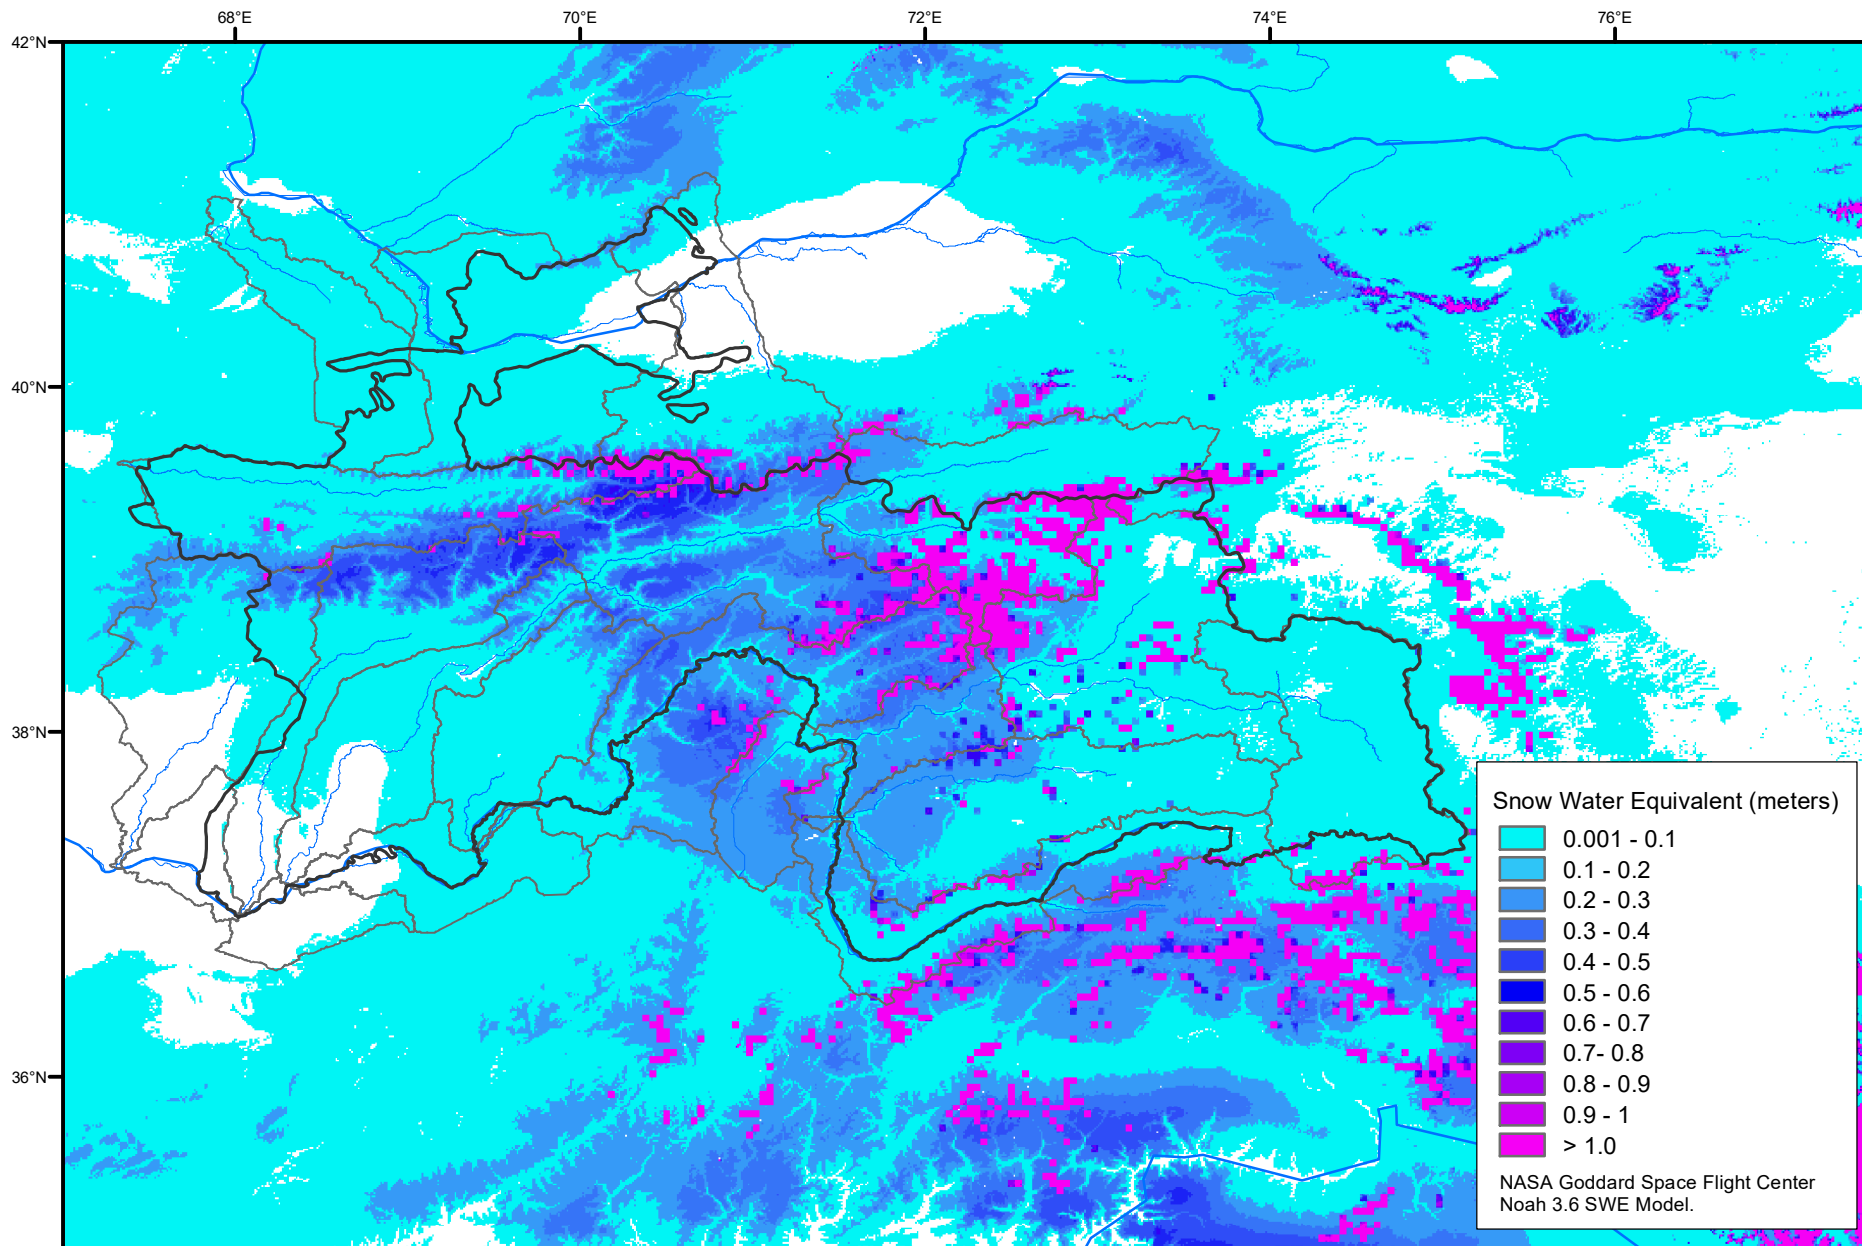 68°E
70°E
72°E
74°E
76°E
42°N
40°N
38°N
36°N
Snow Water Equivalent (meters)
0.001 - 0.1
0.1 - 0.2
0.2 - 0.3
0.3 - 0.4
0.4 - 0.5
0.5 - 0.6
0.6 - 0.7
0.7- 0.8
0.8 - 0.9
0.9 - 1
> 1.0
NASA Goddard Space Flight Center
Noah 3.6 SWE Model.